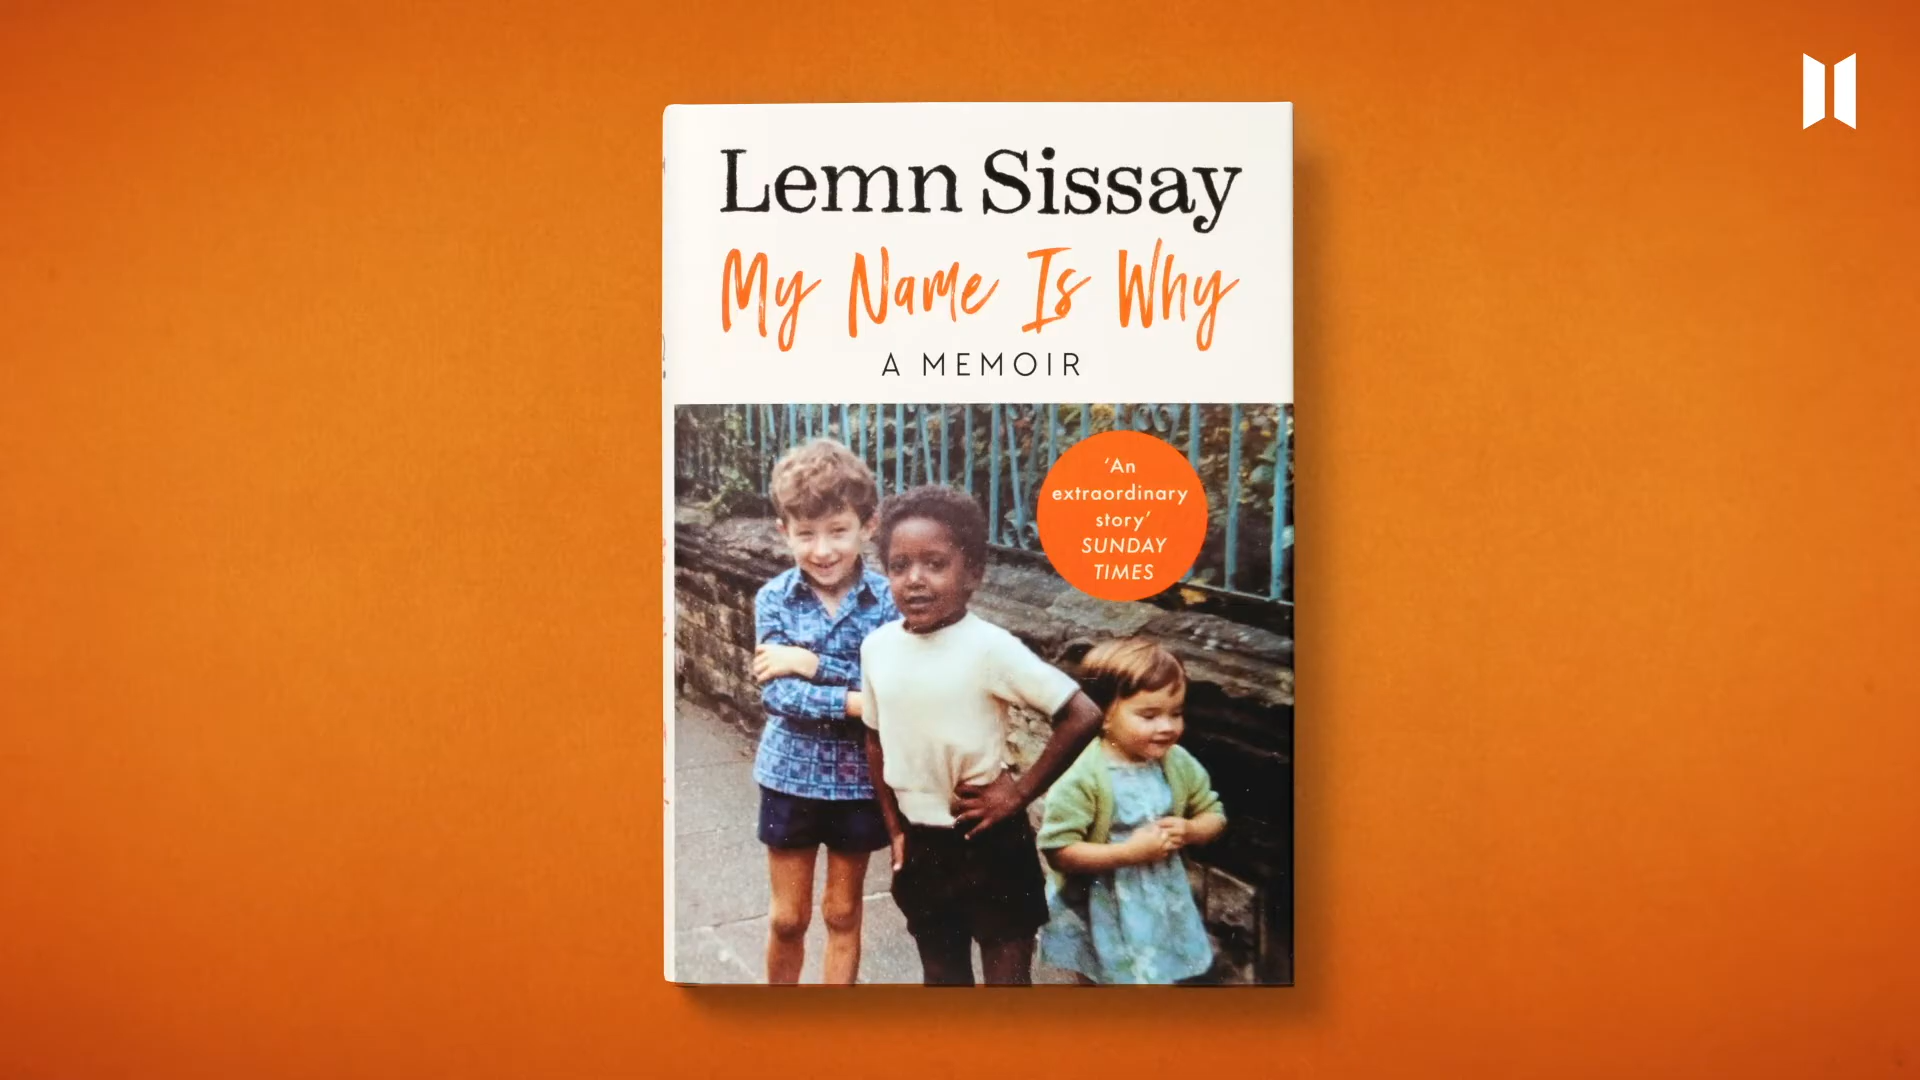 Lemn Sissay
My Name Is Why
A MEMOIR
‘An
extraordinary
story’
SUNDAY
TIMES